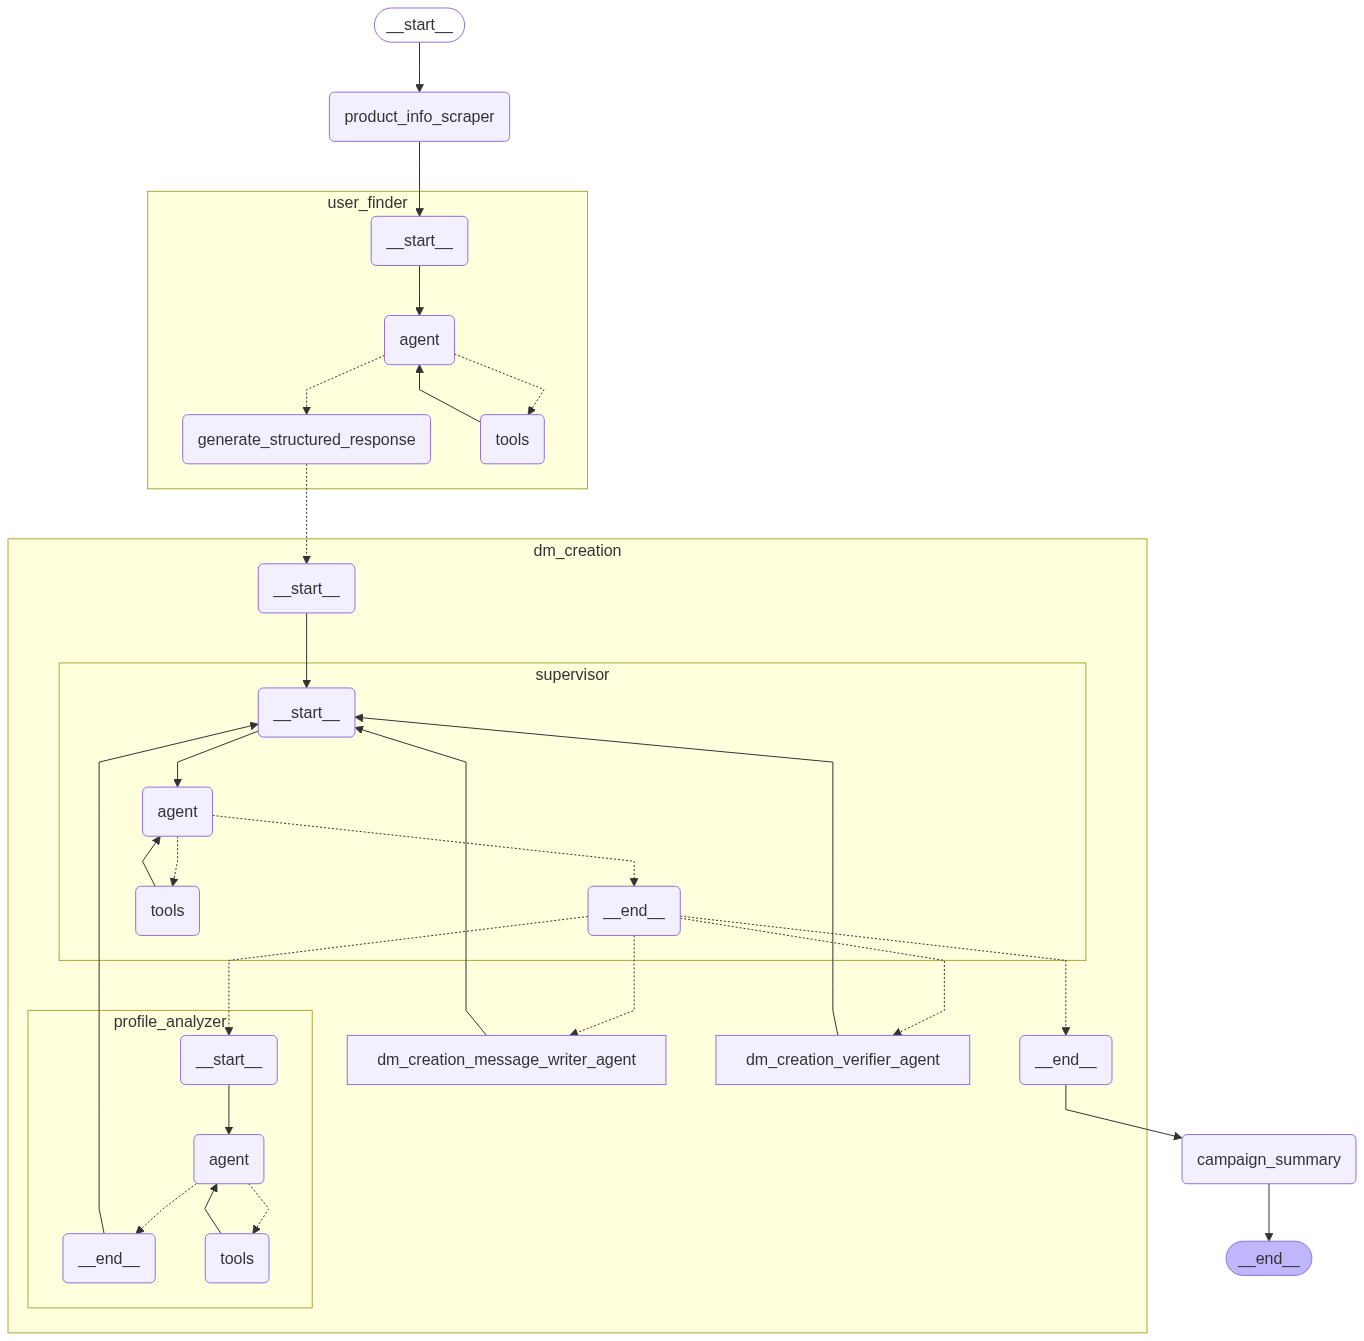 __start__
product_info_scraper
user_finder
__start__
agent
generate_structured_response
tools
dm_creation
__start__
supervisor
__start__
agent
tools
__end__
profile_analyzer
__start__
dm_creation_message_writer_agent
dm_creation_verifier_agent
__end__
agent
campaign_summary
__end__
tools
__end__